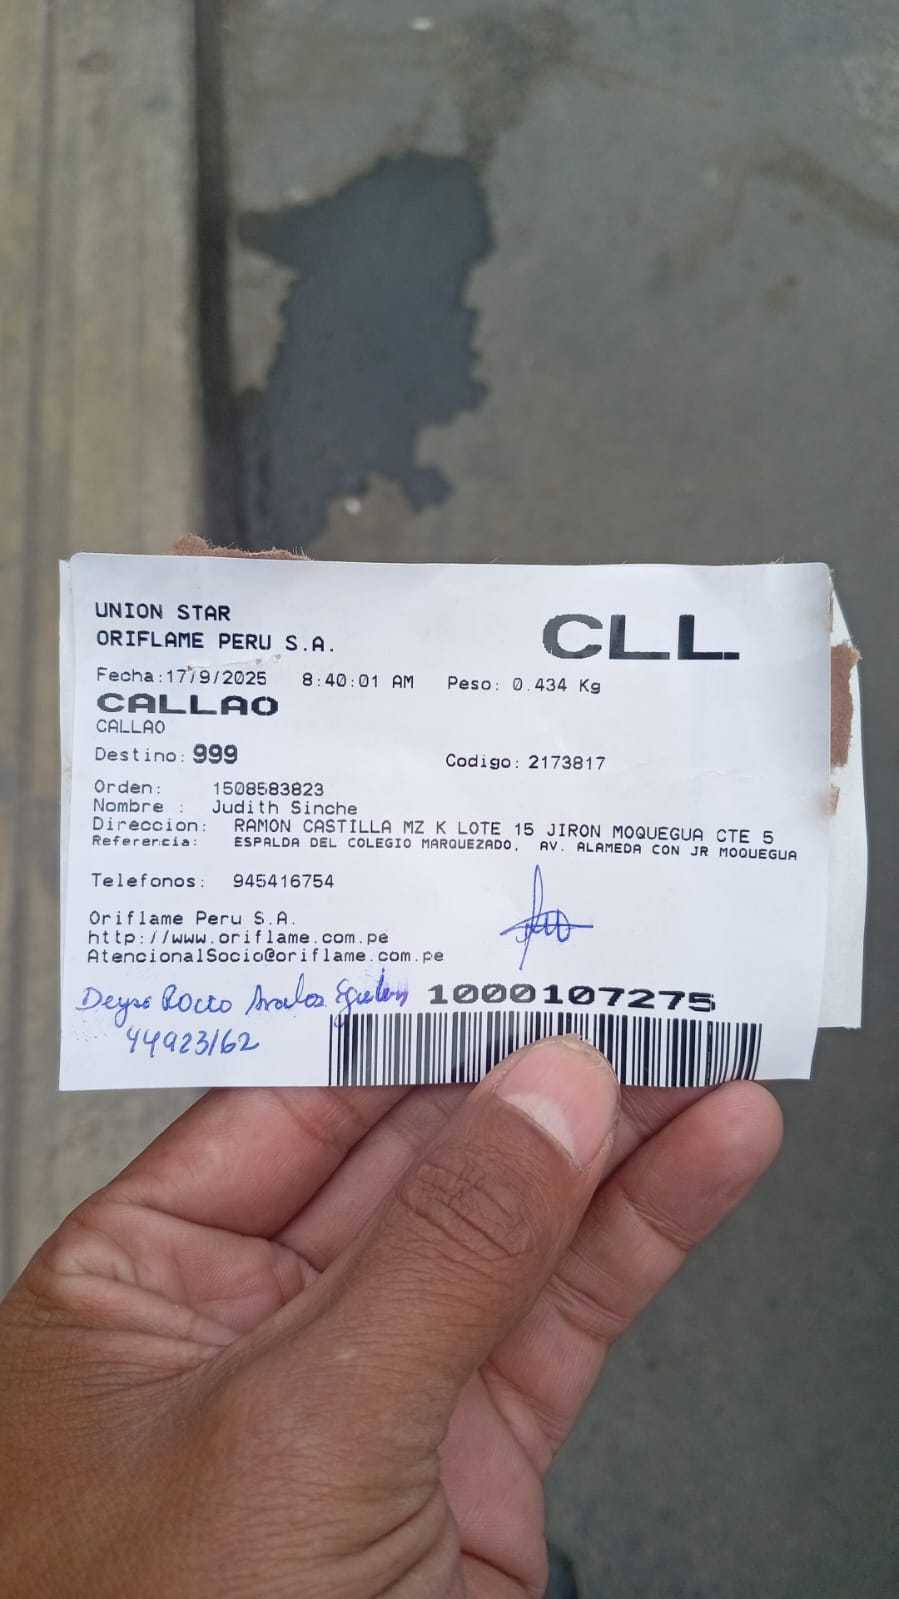 UNION STAR
ORIFLAME PERU S.A.
CLL
Fecha:17/9/2025 8:40:01 AM Peso: 0.434 Kg
CALLAO
CALLAO
Destino: 999 Codigo: 2173817
Orden: 1508583823
Nombre : Judith Sinche
Direccion: RAMON CASTILLA MZ K LOTE 15 JIRON MOQUEGUA CTE 5
Referencia: ESPALDA DEL COLEGIO MARQUEZADO. AV. ALAMEDA CON JR MOQUEGUA
Telefonos: 945416754
Oriflame Peru S.A.
http://www.oriflame.com.pe
AtencionalSocio@oriflame.com.pe
Deyse Rocio Avalos
1000107275
44923162